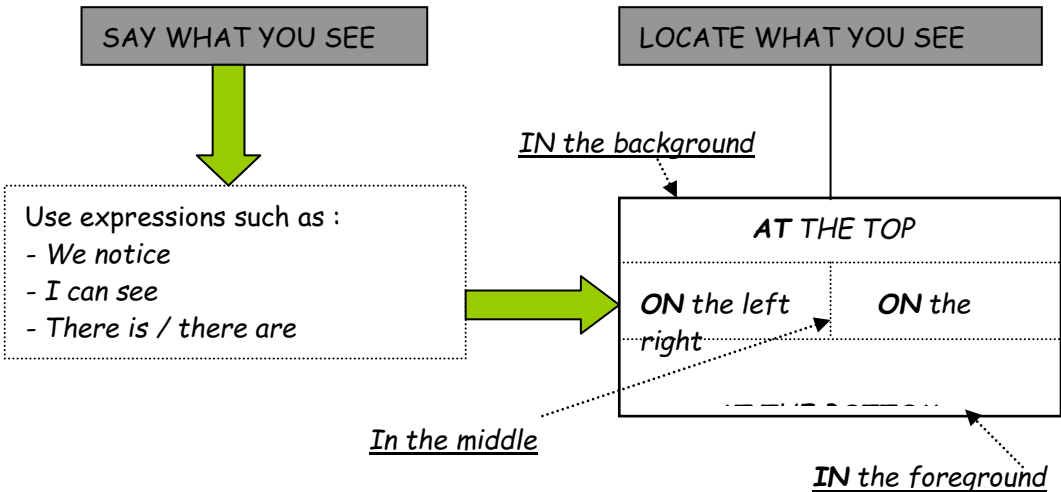 SAY WHAT YOU SEE
LOCATE WHAT YOU SEE
IN the background
Use expressions such as :
- We notice
- I can see
- There is / there are
AT THE TOP
ON the left ON the
right
In the middle
IN the foreground